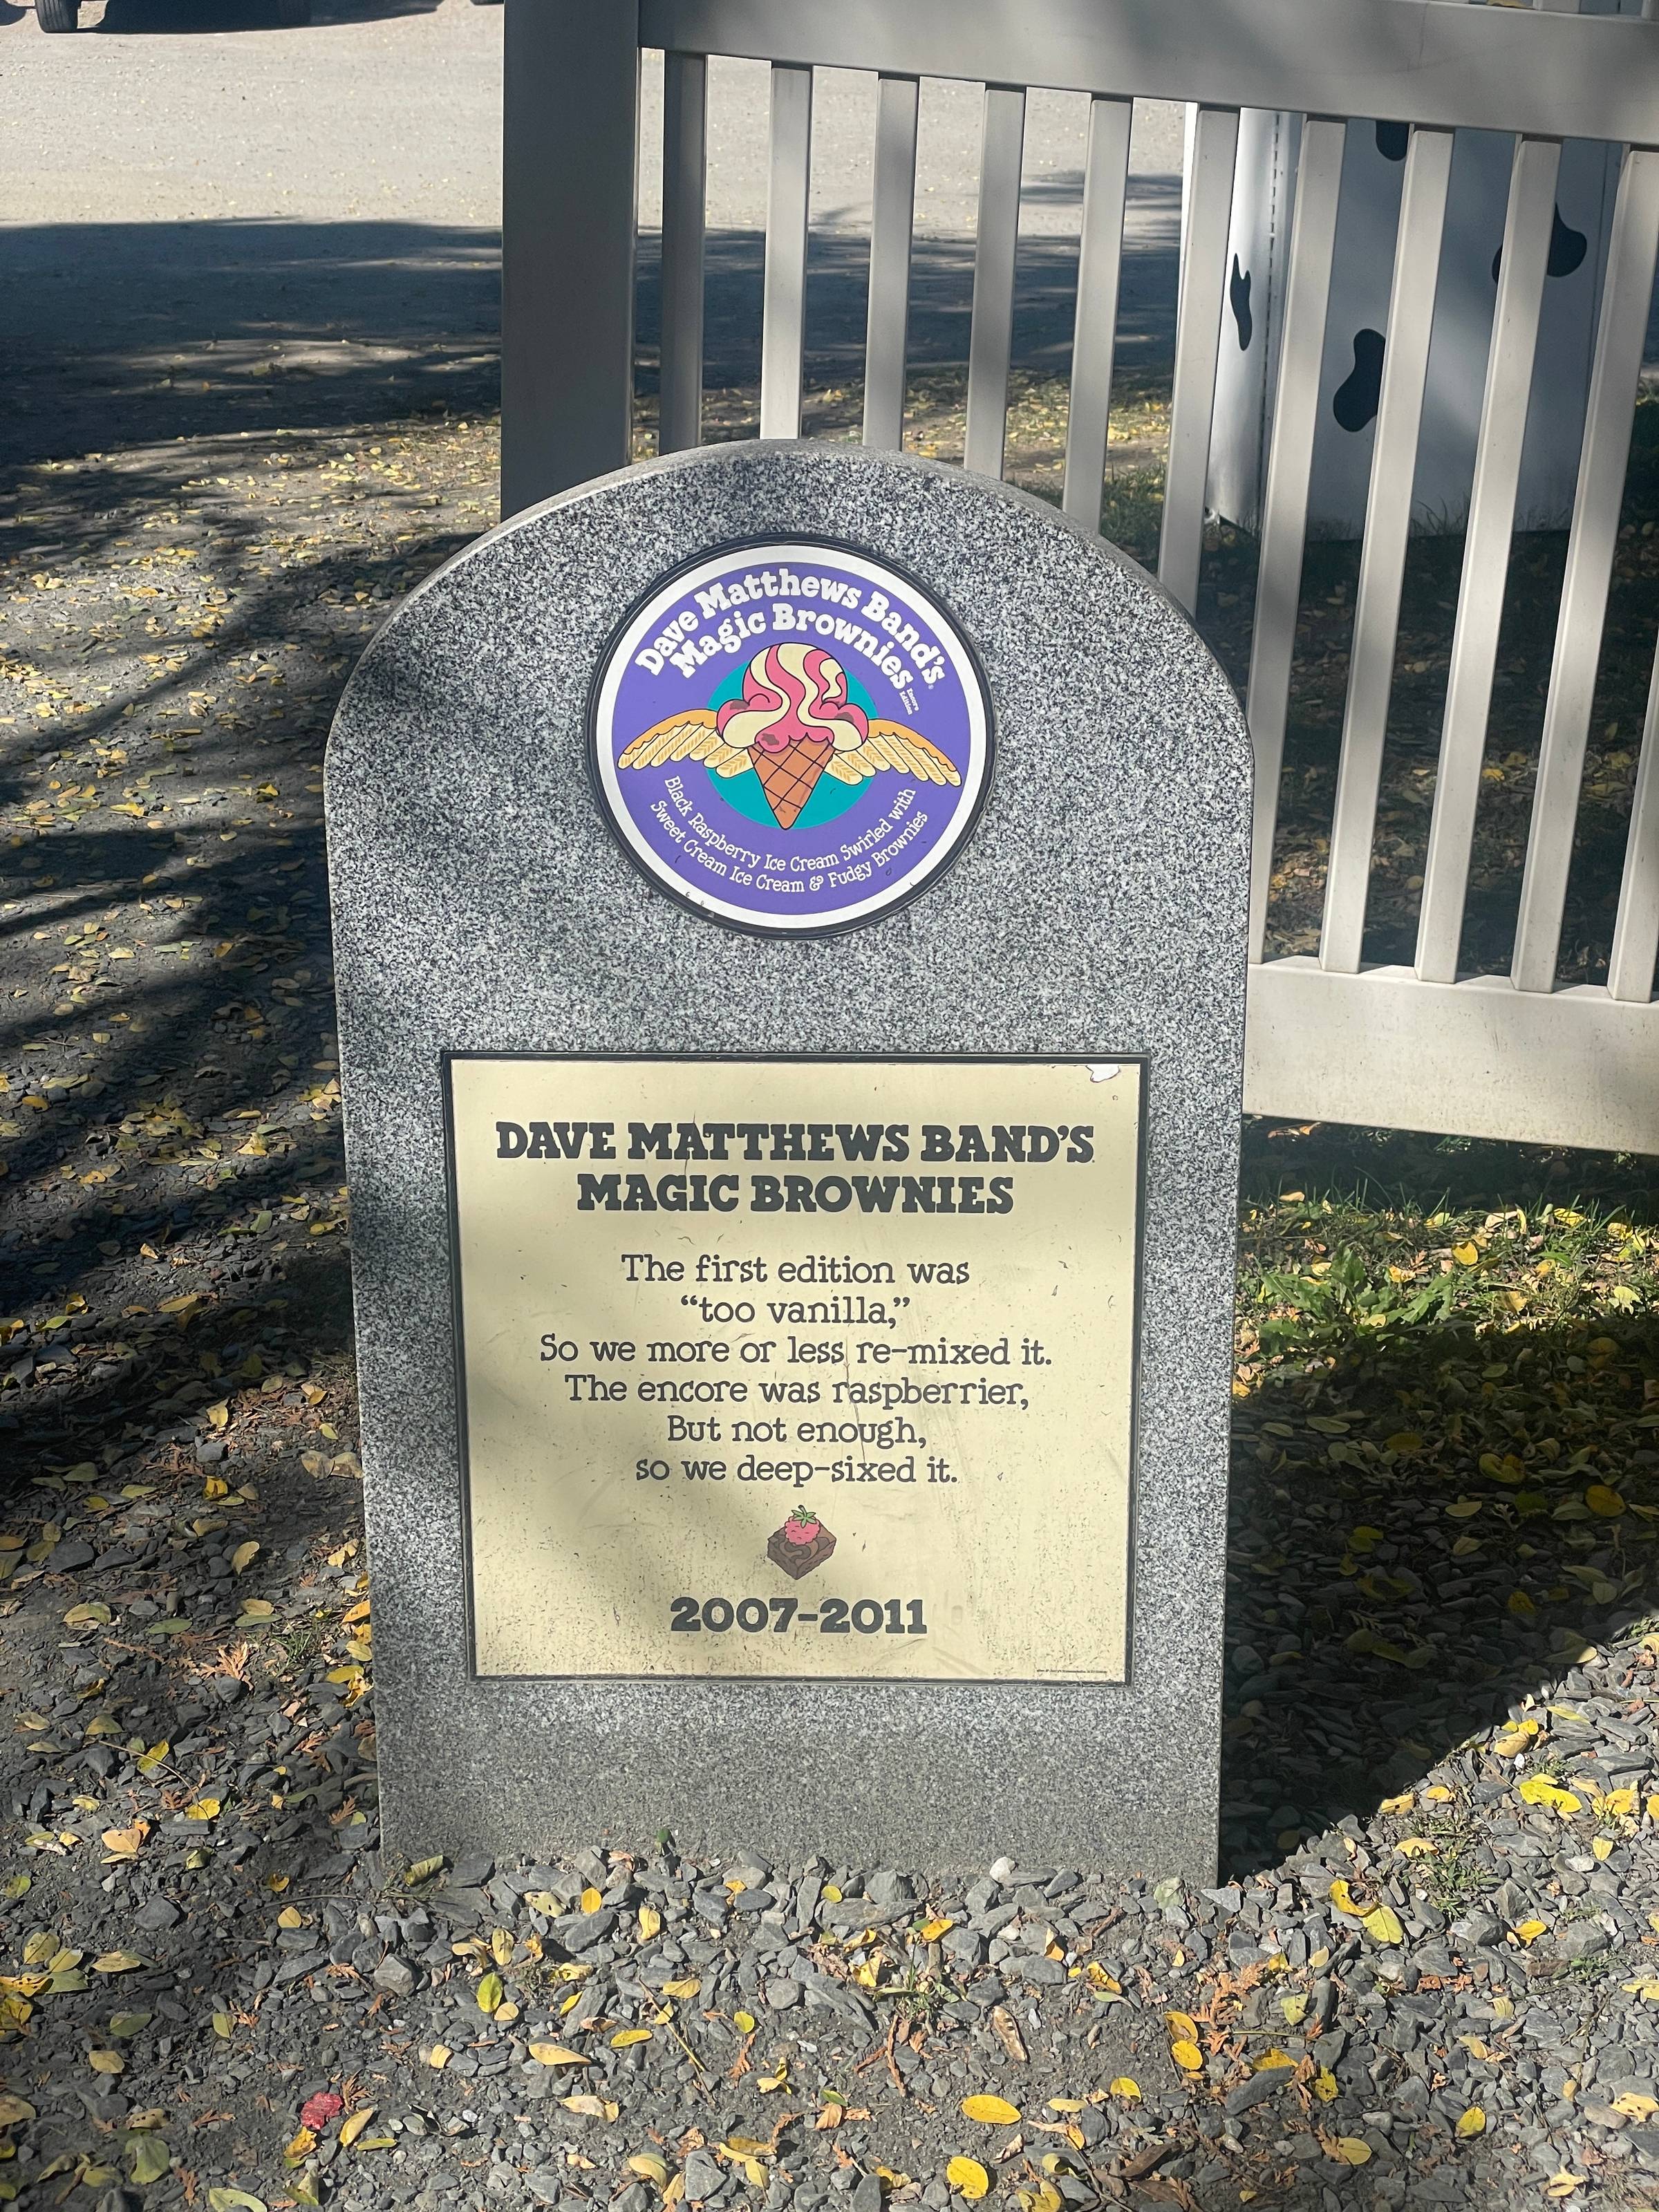 Dave Matthews Band's
Magic Brownies
Encore
Edition
Black Raspberry Ice Cream Swirled with
Sweet Cream Ice Cream & Fudgy Brownies
DAVE MATTHEWS BAND'S
MAGIC BROWNIES
The first edition was
“too vanilla,”
So we more or less re-mixed it.
The encore was raspberrier,
But not enough,
so we deep-sixed it.
2007-2011